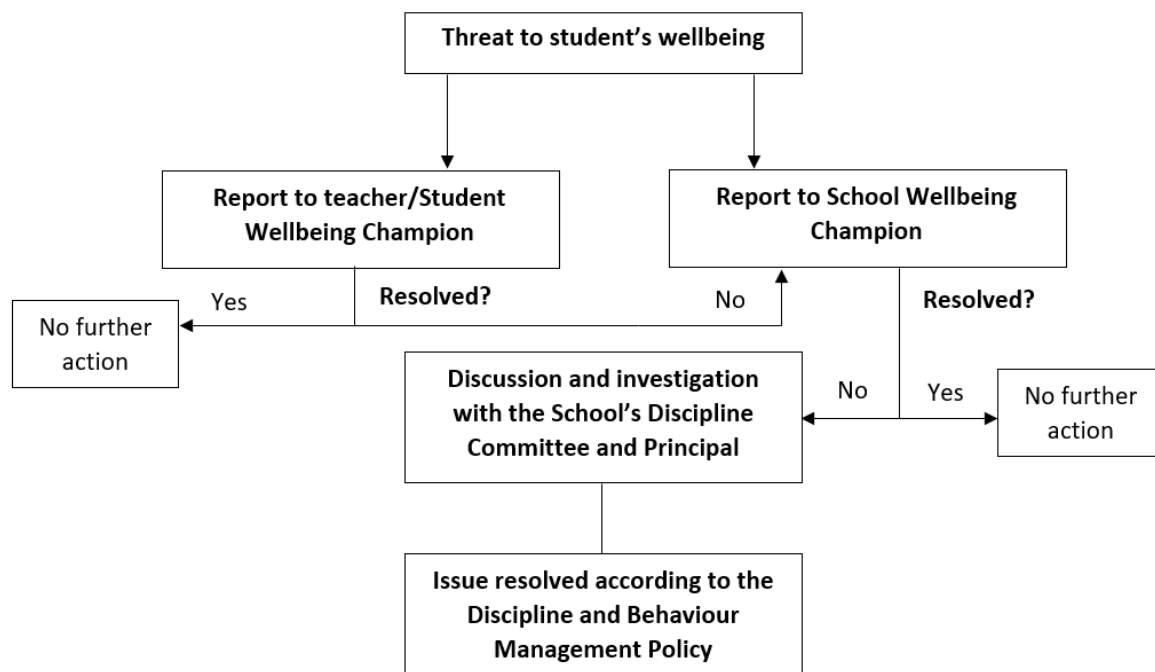 Threat to student’s wellbeing
Report to teacher/Student
Wellbeing Champion
Report to School Wellbeing
Champion
Yes
Resolved?
No
Resolved?
No further
action
Discussion and investigation
with the School’s Discipline
Committee and Principal
No
Yes
No further
action
Issue resolved according to the
Discipline and Behaviour
Management Policy